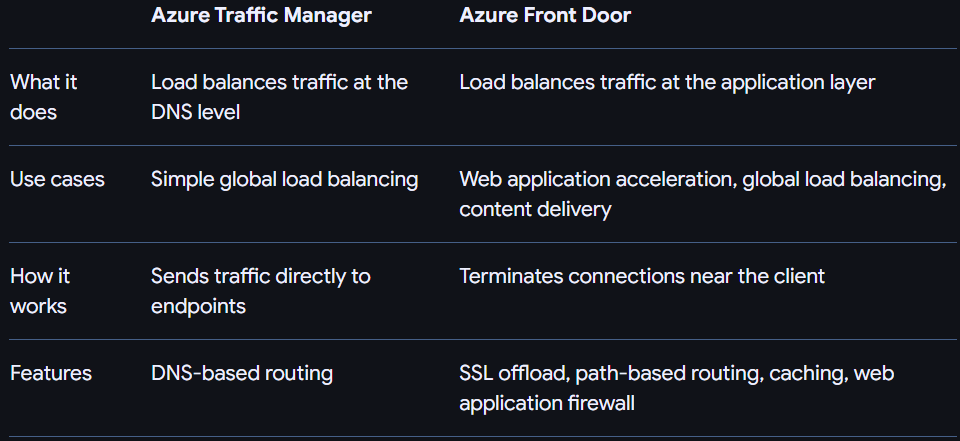 Azure Traffic Manager Azure Front Door
What it does Load balances traffic at the DNS level Load balances traffic at the application layer
Use cases Simple global load balancing Web application acceleration, global load balancing, content delivery
How it works Sends traffic directly to endpoints Terminates connections near the client
Features DNS-based routing SSL offload, path-based routing, caching, web application firewall